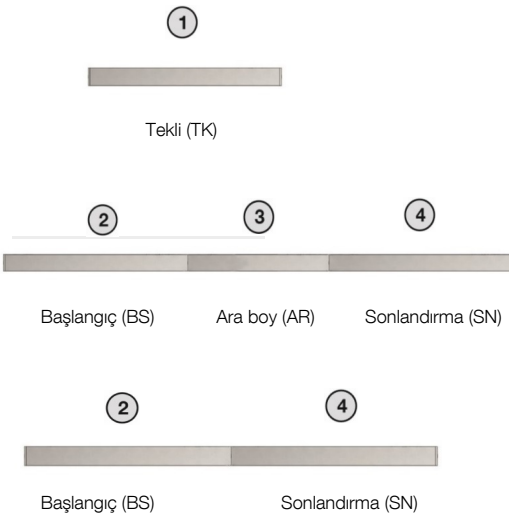 1
Tekli (TK)
2 3 4
Başlangıç (BS) Ara boy (AR) Sonlandırma (SN)
2 4
Başlangıç (BS) Sonlandırma (SN)